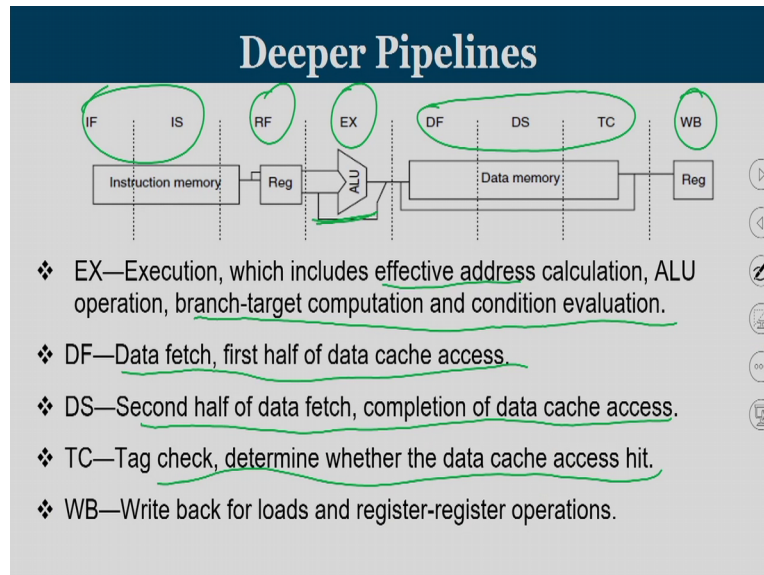 Deeper Pipelines
IF IS RF EX DF DS TC WB
Instruction memory Reg ALU Data memory Reg
❖ EX—Execution, which includes effective address calculation, ALU
operation, branch-target computation and condition evaluation.
❖ DF—Data fetch, first half of data cache access.
❖ DS—Second half of data fetch, completion of data cache access.
❖ TC—Tag check, determine whether the data cache access hit.
❖ WB—Write back for loads and register-register operations.